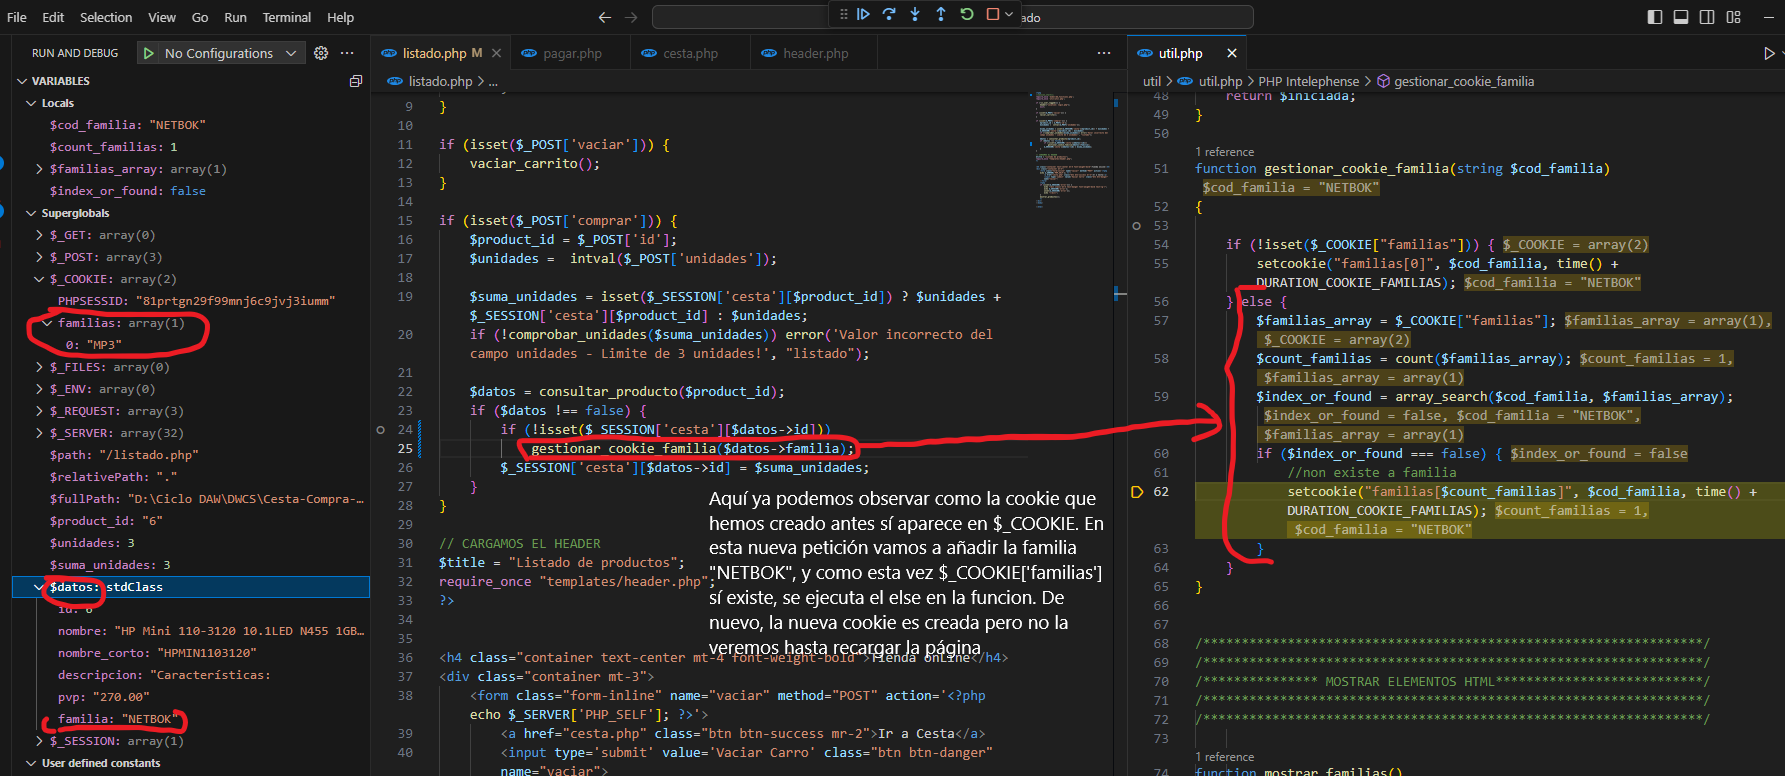 File Edit Selection View Go Run Terminal Help
ado
RUN AND DEBUG
No Configurations
VARIABLES
Locals
$cod_familia: "NETBOK"
$count_familias: 1
$familias_array: array(1)
$index_or_found: false
Superglobals
$_GET: array(0)
$_POST: array(3)
$_COOKIE: array(2)
PHPSESSID: "81prtgn29f99mnj6c9jvj3iumm"
familias: array(1)
0: "MP3"
$_FILES: array(0)
$_ENV: array(0)
$_REQUEST: array(3)
$_SERVER: array(32)
$path: "/listado.php"
$relativePath: "."
$fullPath: "D:\Ciclo DAW\DWCS\Cesta-Compra-...
$product_id: "6"
$unidades: 3
$suma_unidades: 3
$datos: stdClass
id: 6
nombre: "HP Mini 110-3120 10.1LED N455 1GB...
nombre_corto: "HPMIN1103120"
descripcion: "Características:
pvp: "270.00"
familia: "NETBOK"
$_SESSION: array(1)
User defined constants
listado.php M
pagar.php
cesta.php
header.php
listado.php > ...
9 }
10
11 if (isset($_POST['vaciar'])) {
12 vaciar_carrito();
13 }
14
15 if (isset($_POST['comprar'])) {
16 $product_id = $_POST['id'];
17 $unidades = intval($_POST['unidades']);
18
19 $suma_unidades = isset($_SESSION['cesta'][$product_id]) ? $unidades +
$_SESSION['cesta'][$product_id] : $unidades;
20 if (!comprobar_unidades($suma_unidades)) error('Valor incorrecto del
campo unidades - Limite de 3 unidades!', "listado");
21
22 $datos = consultar_producto($product_id);
23 if ($datos !== false) {
24 if (!isset($_SESSION['cesta'][$datos->id]))
25 gestionar_cookie_familia($datos->familia);
26 $_SESSION['cesta'][$datos->id] = $suma_unidades;
27 }
28 }
29
30 // CARGAMOS EL HEADER
31 $title = "Listado de productos";
32 require_once "templates/header.php";
33 ?>
34
35
36 <h4 class="container text-center mt-4 font-weight-bold">Tienda onLine</h4>
37 <div class="container mt-3">
38 <form class="form-inline" name="vaciar" method="POST" action='<?php
echo $_SERVER['PHP_SELF']; ?>'>
39 <a href="cesta.php" class="btn btn-success mr-2">Ir a Cesta</a>
40 <input type='submit' value='Vaciar Carro' class="btn btn-danger"
name="vaciar">
Aquí ya podemos observar como la cookie que
hemos creado antes sí aparece en $_COOKIE. En
esta nueva petición vamos a añadir la familia
"NETBOK", y como esta vez $_COOKIE['familias']
sí existe, se ejecuta el else en la funcion. De
nuevo, la nueva cookie es creada pero no la
veremos hasta recargar la página
util.php
util > util.php > PHP Intelephense > gestionar_cookie_familia
48 return $iniciada;
49 }
50
1 reference
51 function gestionar_cookie_familia(string $cod_familia)
$cod_familia = "NETBOK"
52 {
53
54 if (!isset($_COOKIE["familias"])) { $_COOKIE = array(2)
55 setcookie("familias[0]", $cod_familia, time() +
DURATION_COOKIE_FAMILIAS); $cod_familia = "NETBOK"
56 } else {
57 $familias_array = $_COOKIE["familias"]; $familias_array = array(1),
$_COOKIE = array(2)
58 $count_familias = count($familias_array); $count_familias = 1,
$familias_array = array(1)
59 $index_or_found = array_search($cod_familia, $familias_array);
$index_or_found = false, $cod_familia = "NETBOK",
$familias_array = array(1)
60 if ($index_or_found === false) { $index_or_found = false
61 //non existe a familia
62 setcookie("familias[$count_familias]", $cod_familia, time() +
DURATION_COOKIE_FAMILIAS); $count_familias = 1,
$cod_familia = "NETBOK"
63 }
64 }
65 }
66
67
68 /*****************************************************************/
69 /*****************************************************************/
70 /*************** MOSTRAR ELEMENTOS HTML***************************/
71 /*****************************************************************/
72 /*****************************************************************/
73
1 reference
74 function mostrar_familias()